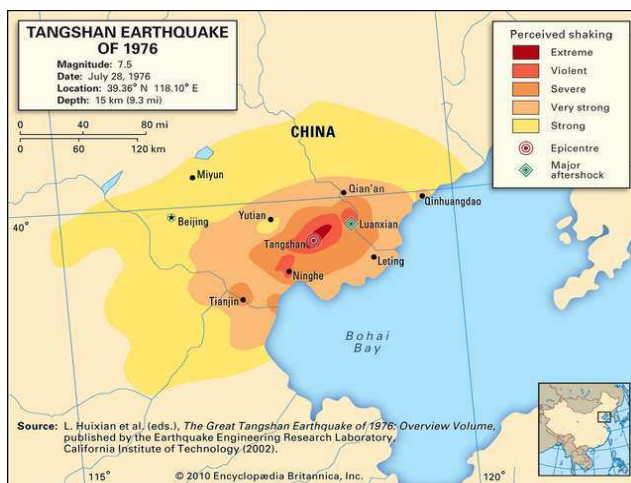 TANGSHAN EARTHQUAKE
OF 1976
Magnitude: 7.5
Date: July 28, 1976
Location: 39.36° N 118.10° E
Depth: 15 km (9.3 mi)
0 40 80 mi
0 60 120 km
Perceived shaking
Extreme
Violent
Severe
Very strong
Strong
Epicentre
Major
aftershock
CHINA
Miyun
Qian'an
Qinhuangdao
40°
Beijing
Yutian
Luanxian
Tangshan
Leting
Ninghe
Tianjin
Bohai
Bay
Source: L. Huixian et al. (eds.), The Great Tangshan Earthquake of 1976: Overview Volume,
published by the Earthquake Engineering Research Laboratory,
California Institute of Technology (2002).
115°
© 2010 Encyclopædia Britannica, Inc.
120°